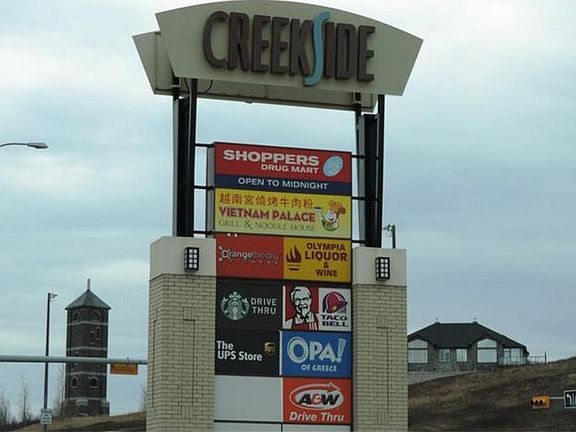 CREEKSIDE
SHOPPERS
DRUG MART
OPEN TO MIDNIGHT
越南宮燒烤牛肉粉
VIETNAM PALACE
GRILL & NOODLE HOUSE
Orangetheory
OLYMPIA
LIQUOR
&
WINE
DRIVE
THRU
TACO
BELL
The
UPS Store
ups
OPA!
OF GREECE
A&W
Drive Thru